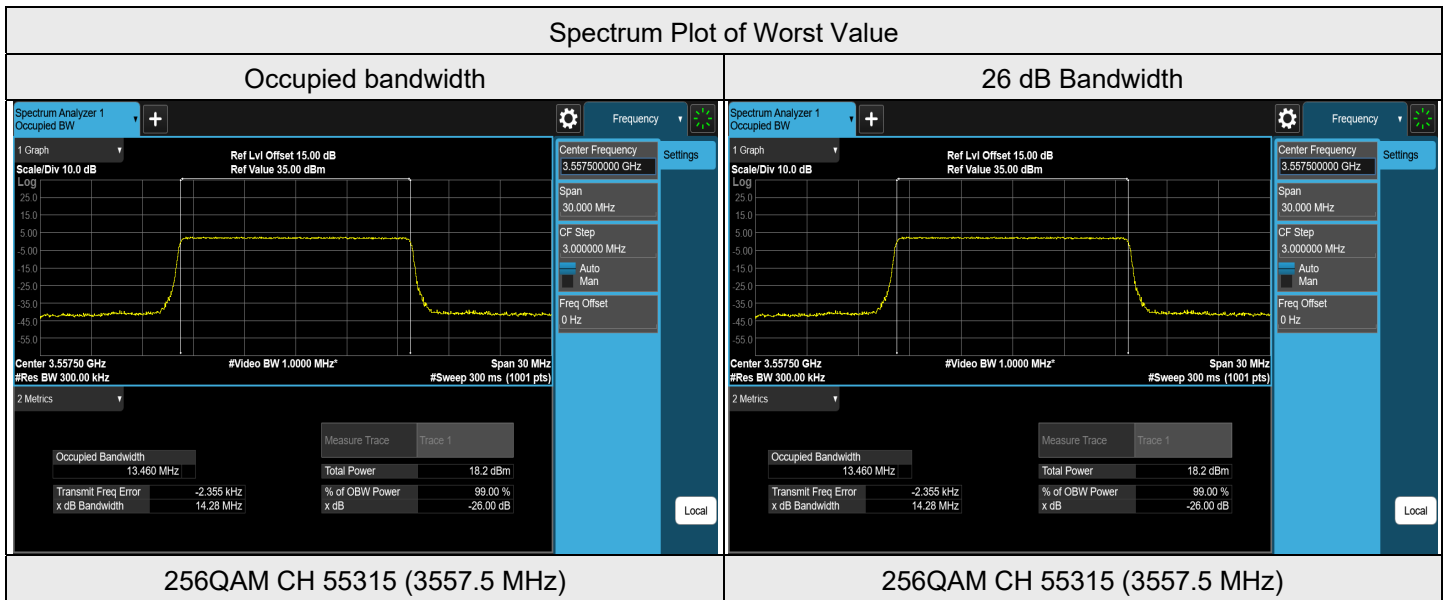 Spectrum Plot of Worst Value
Occupied bandwidth
26 dB Bandwidth
Spectrum Analyzer 1
Occupied BW
+
Frequency
1 Graph
Ref Lvl Offset 15.00 dB
Scale/Div 10.0 dB
Ref Value 35.00 dBm
Log
25.0
15.0
5.00
-5.00
-15.0
-25.0
-35.0
-45.0
-55.0
Center 3.55750 GHz
#Video BW 1.0000 MHz*
Span 30 MHz
#Res BW 300.00 kHz
#Sweep 300 ms (1001 pts)
Center Frequency
3.557500000 GHz
Settings
Span
30.000 MHz
CF Step
3.000000 MHz
Auto
Man
Freq Offset
0 Hz
Local
2 Metrics
Measure Trace Trace 1
Occupied Bandwidth
13.460 MHz
Total Power 18.2 dBm
Transmit Freq Error -2.355 kHz
% of OBW Power 99.00 %
x dB Bandwidth 14.28 MHz
x dB -26.00 dB
Spectrum Analyzer 1
Occupied BW
+
Frequency
1 Graph
Ref Lvl Offset 15.00 dB
Scale/Div 10.0 dB
Ref Value 35.00 dBm
Log
25.0
15.0
5.00
-5.00
-15.0
-25.0
-35.0
-45.0
-55.0
Center 3.55750 GHz
#Video BW 1.0000 MHz*
Span 30 MHz
#Res BW 300.00 kHz
#Sweep 300 ms (1001 pts)
Center Frequency
3.557500000 GHz
Settings
Span
30.000 MHz
CF Step
3.000000 MHz
Auto
Man
Freq Offset
0 Hz
Local
2 Metrics
Measure Trace Trace 1
Occupied Bandwidth
13.460 MHz
Total Power 18.2 dBm
Transmit Freq Error -2.355 kHz
% of OBW Power 99.00 %
x dB Bandwidth 14.28 MHz
x dB -26.00 dB
256QAM CH 55315 (3557.5 MHz)
256QAM CH 55315 (3557.5 MHz)